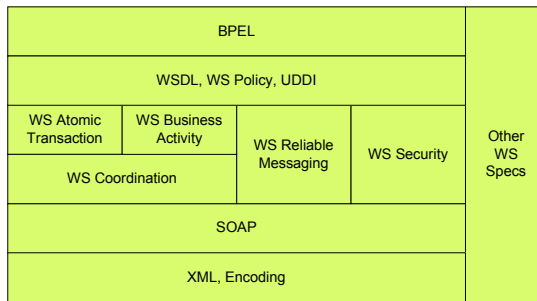 BPEL
WSDL, WS Policy, UDDI
WS Atomic
Transaction
WS Business
Activity
WS Reliable
Messaging
WS Security
Other
WS
Specs
WS Coordination
SOAP
XML, Encoding